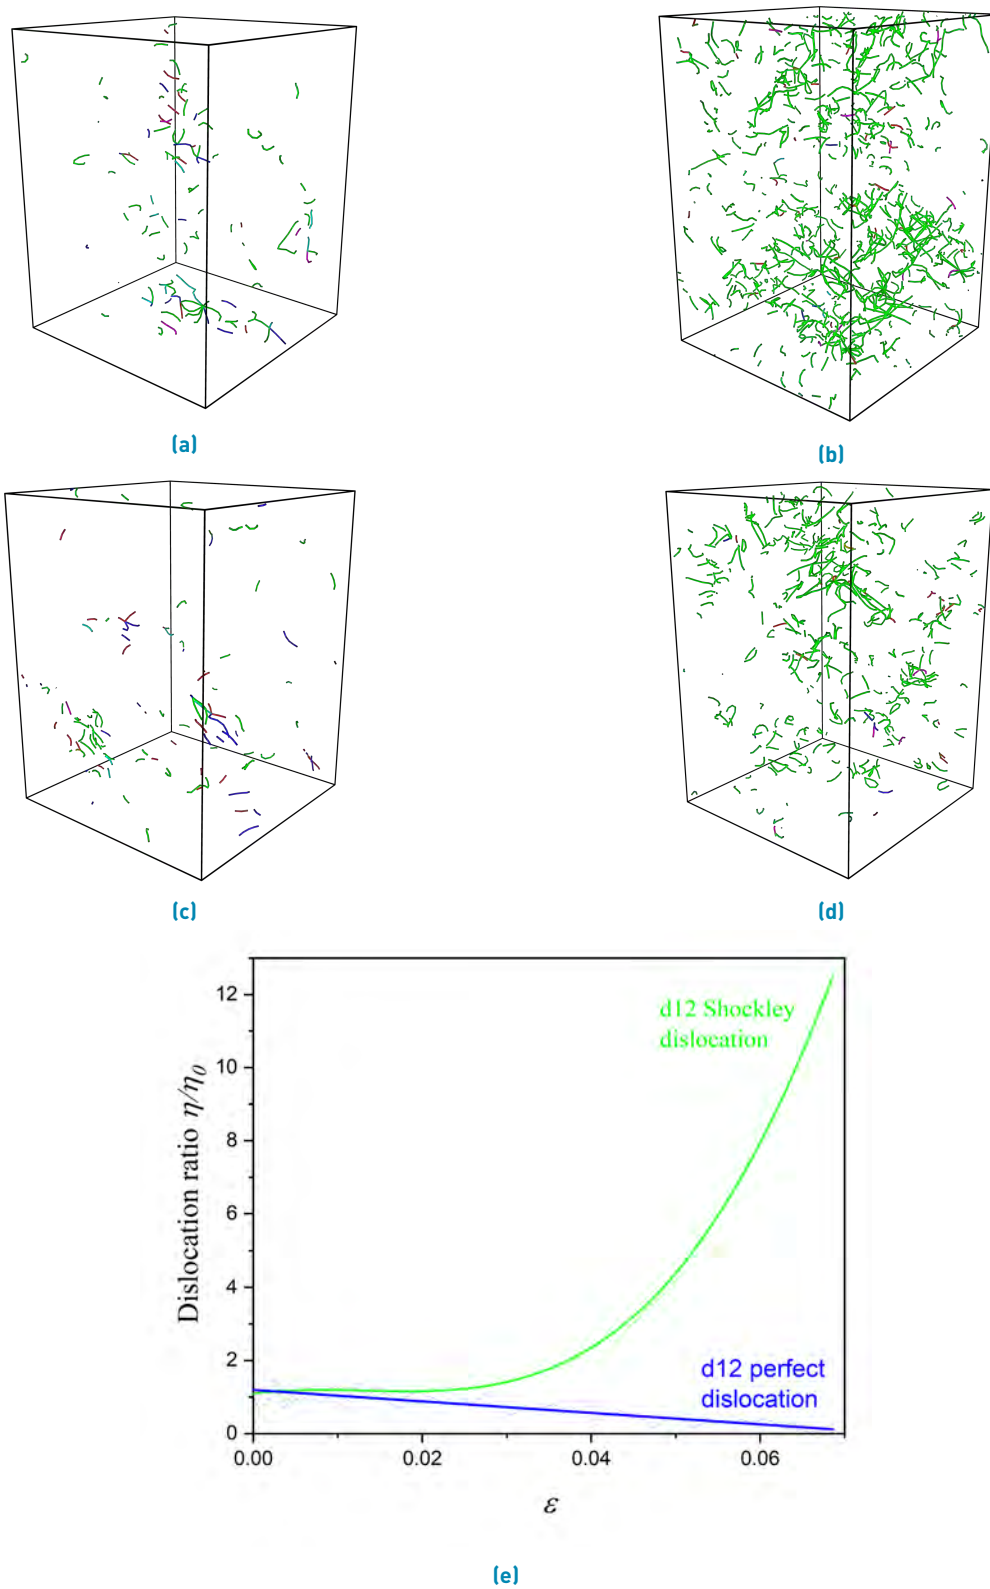 (a)
(b)
(c)
(d)
12
10
8
6
4
2
0
Dislocation ratio η/η₀
d12 Shockley
dislocation
d12 perfect
dislocation
0.00
0.02
0.04
0.06
ε
(e)